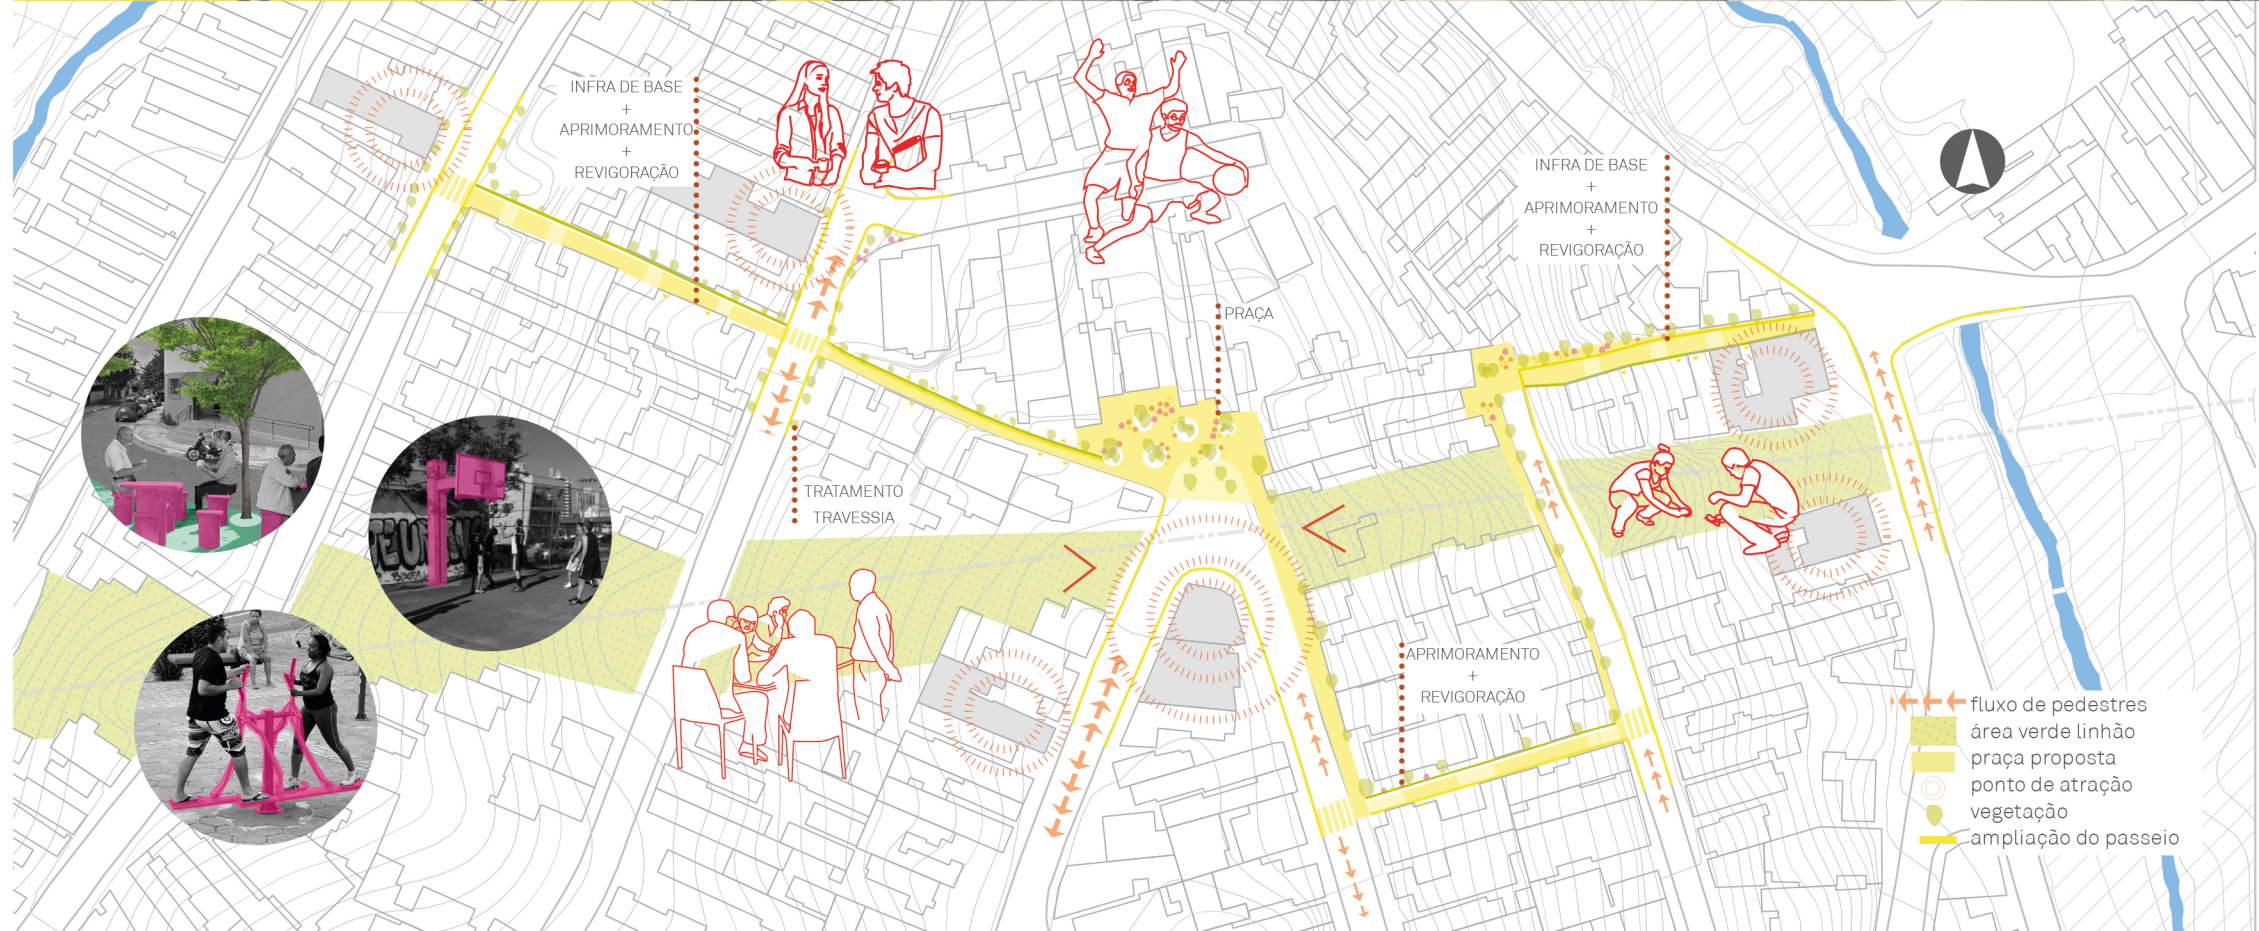 INFRA DE BASE
+
APRIMORAMENTO
+
REVIGORAÇÃO
INFRA DE BASE
+
APRIMORAMENTO
+
REVIGORAÇÃO
PRAÇA
TRATAMENTO
TRAVESSIA
APRIMORAMENTO
+
REVIGORAÇÃO
fluxo de pedestres
área verde linhão
praça proposta
ponto de atração
vegetação
ampliação do passeio